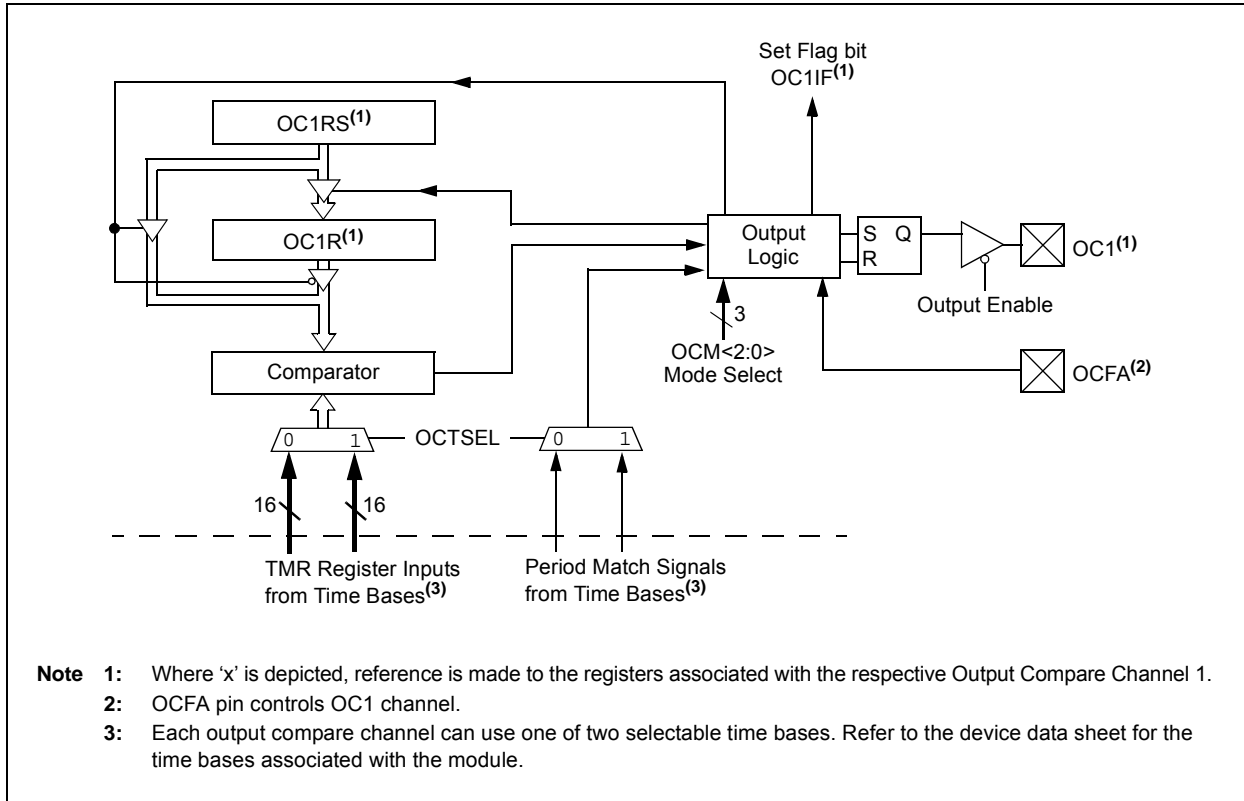 Set Flag bit
OC1IF(1)
OC1RS(1)
OC1R(1)
Output
Logic
S Q
R
OC1(1)
Output Enable
3
OCM<2:0>
Mode Select
OCFA(2)
Comparator
0 1
OCTSEL
0 1
16
16
TMR Register Inputs
from Time Bases(3)
Period Match Signals
from Time Bases(3)
Note 1: Where ‘x’ is depicted, reference is made to the registers associated with the respective Output Compare Channel 1.
2: OCFA pin controls OC1 channel.
3: Each output compare channel can use one of two selectable time bases. Refer to the device data sheet for the
time bases associated with the module.